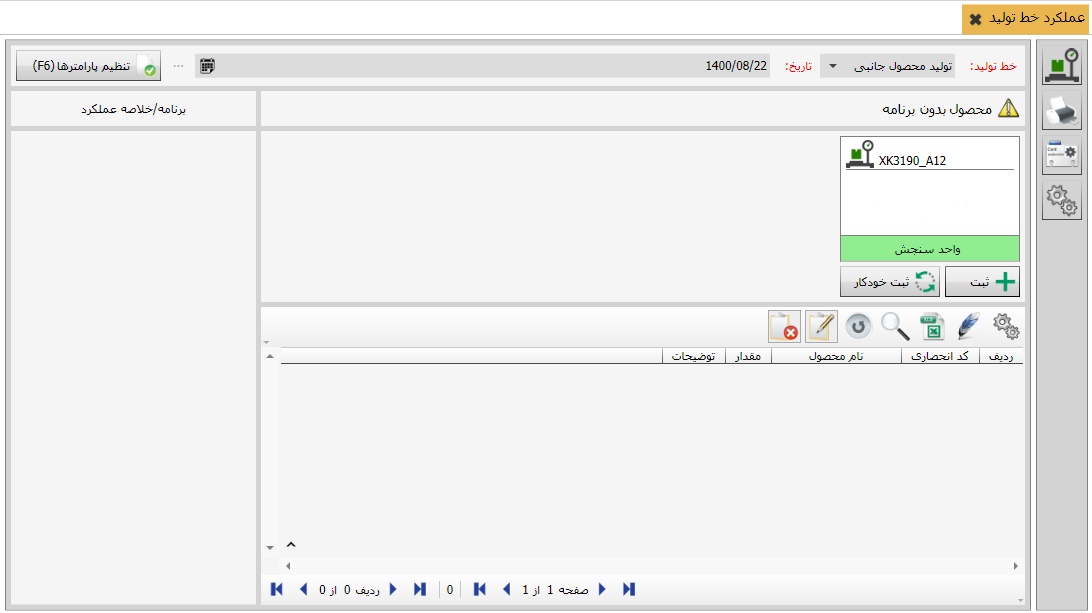 عملکرد خط تولید
خط تولید: تولید محصول جانبی تاریخ: 1400/08/22 ... تنظیم پارامترها (F6)
محصول بدون برنامه
برنامه/خلاصه عملکرد
XK3190_A12
واحد سنجش
ثبت ثبت خودکار
ردیف کد انحصاری نام محصول مقدار توضیحات
صفحه 1 از 1 0 ردیف 0 از 0